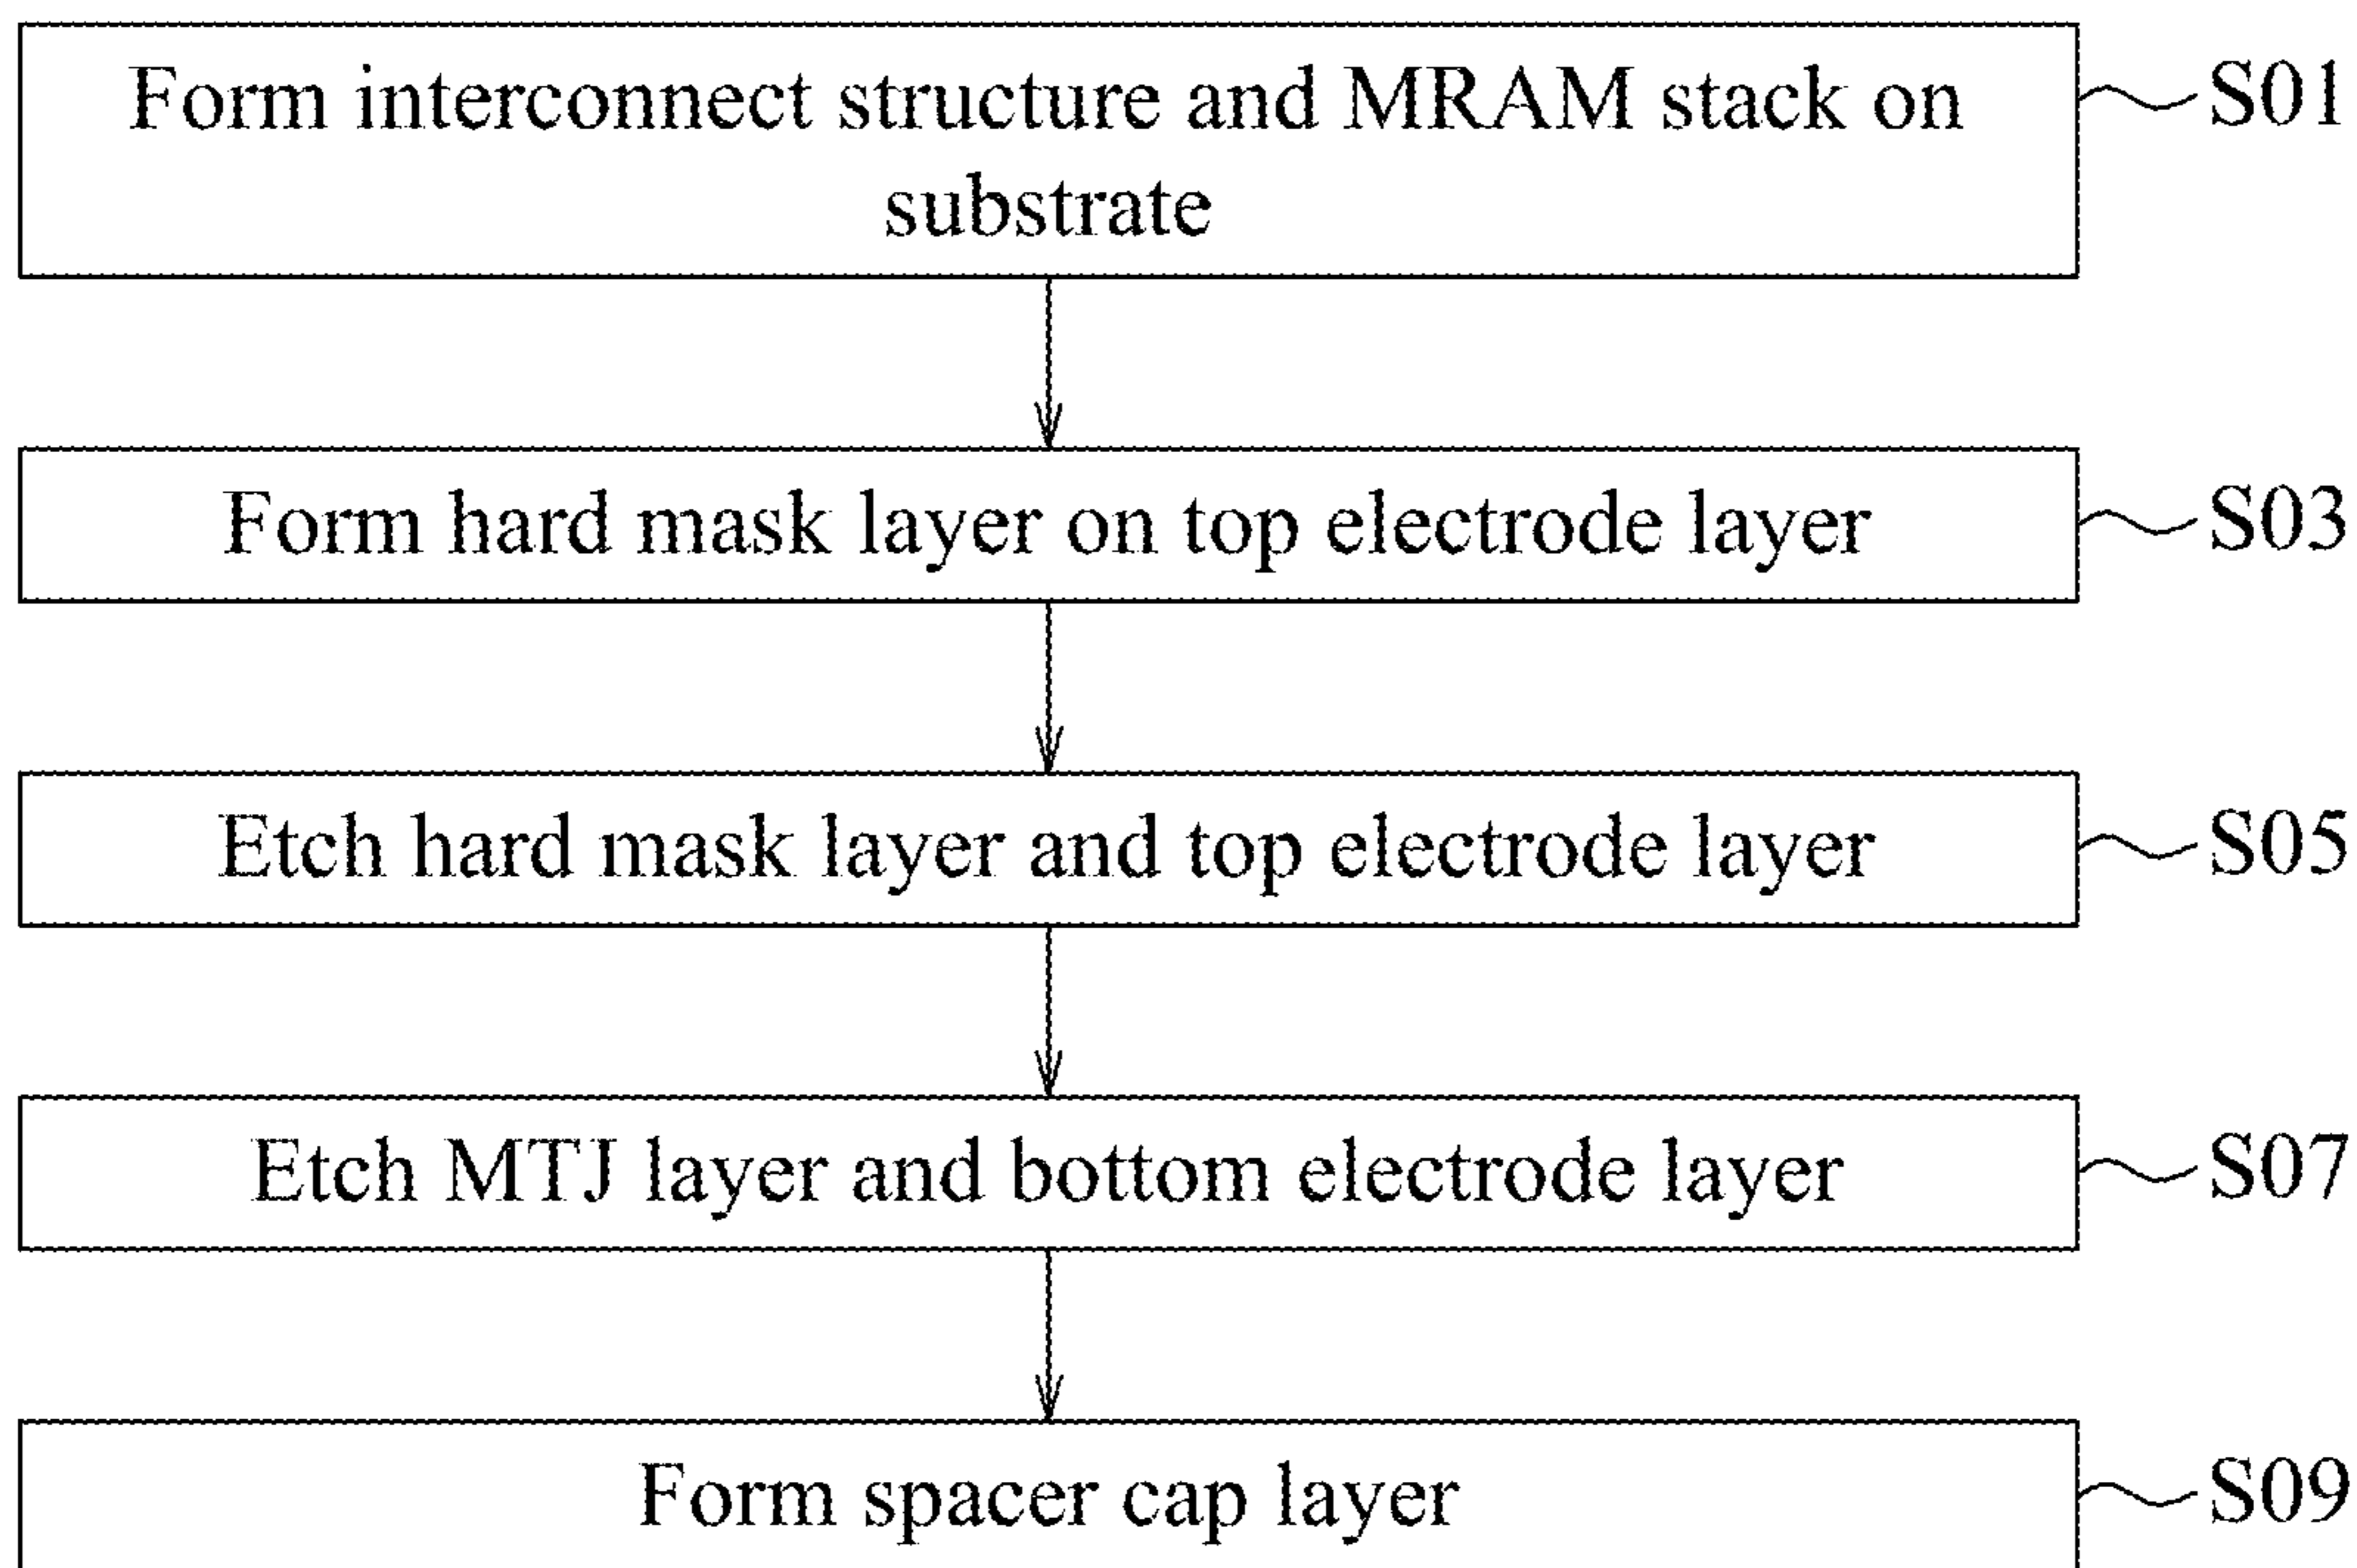 Form interconnect structure and MRAM stack on
substrate
S01
Form hard mask layer on top electrode layer
S03
Etch hard mask layer and top electrode layer
S05
Etch MTJ layer and bottom electrode layer
S07
Form spacer cap layer
S09